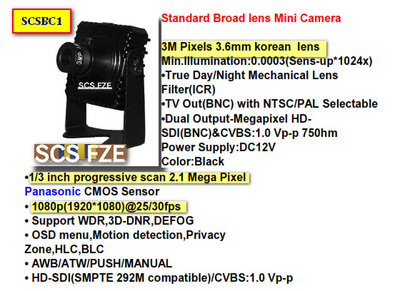 SCSBC1
Standard Broad lens Mini Camera
3M Pixels 3.6mm korean lens
Min.Illumination:0.0003(Sens-up*1024x)
•True Day/Night Mechanical Lens
Filter(ICR)
•TV Out(BNC) with NTSC/PAL Selectable
•Dual Output-Megapixel HD-
SDI(BNC)&CVBS:1.0 Vp-p 750hm
Power Supply:DC12V
Color:Black
3MP
SCS FZE
SCS FZE
•1/3 inch progressive scan 2.1 Mega Pixel
Panasonic CMOS Sensor
• 1080p(1920*1080)@25/30fps
• Support WDR,3D-DNR,DEFOG
• OSD menu,Motion detection,Privacy
Zone,HLC,BLC
• AWB/ATW/PUSH/MANUAL
• HD-SDI(SMPTE 292M compatible)/CVBS:1.0 Vp-p